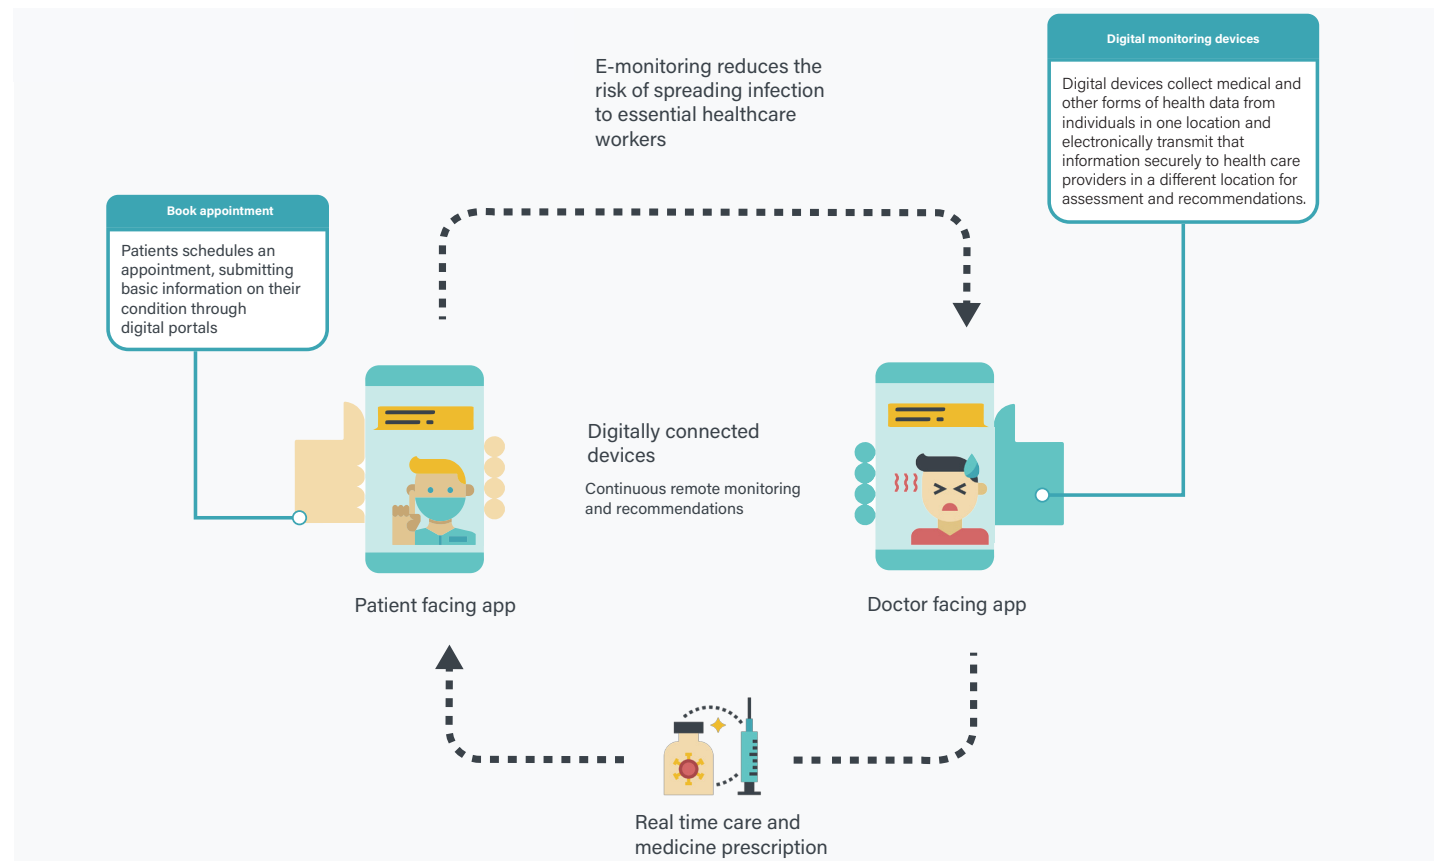 E-monitoring reduces the
risk of spreading infection
to essential healthcare
workers
Digital monitoring devices
Digital devices collect medical and
other forms of health data from
individuals in one location and
electronically transmit that
information securely to health care
providers in a different location for
assessment and recommendations.
Book appointment
Patients schedules an
appointment, submitting
basic information on their
condition through
digital portals
Digitally connected
devices
Continuous remote monitoring
and recommendations
Patient facing app
Doctor facing app
Real time care and
medicine prescription